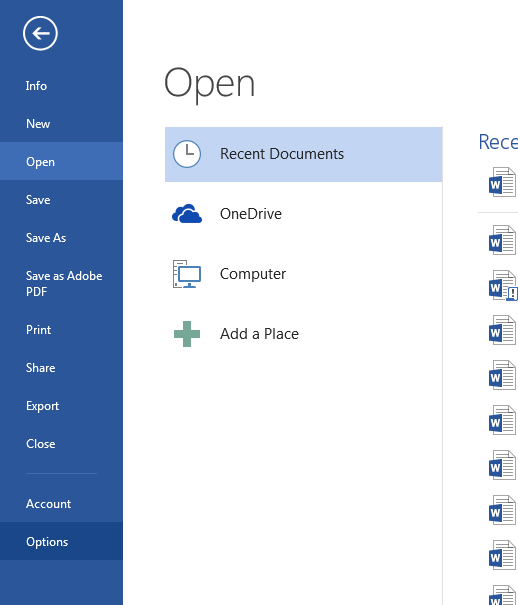 Info
New
Open
Save
Save As
Save as Adobe
PDF
Print
Share
Export
Close
Account
Options
Open
Recent Documents
OneDrive
Computer
Add a Place
Rece